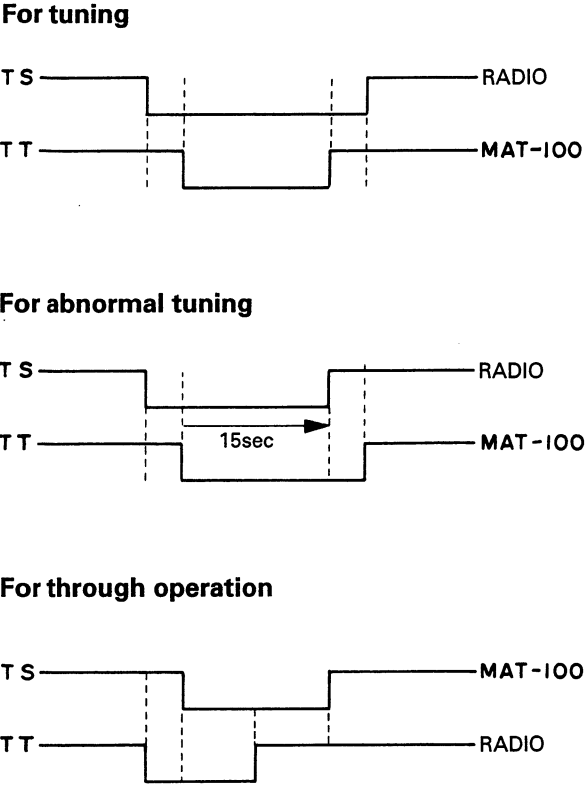 For tuning
TS RADIO
TT MAT-100
For abnormal tuning
TS RADIO
15sec
TT MAT-100
For through operation
TS MAT-100
TT RADIO